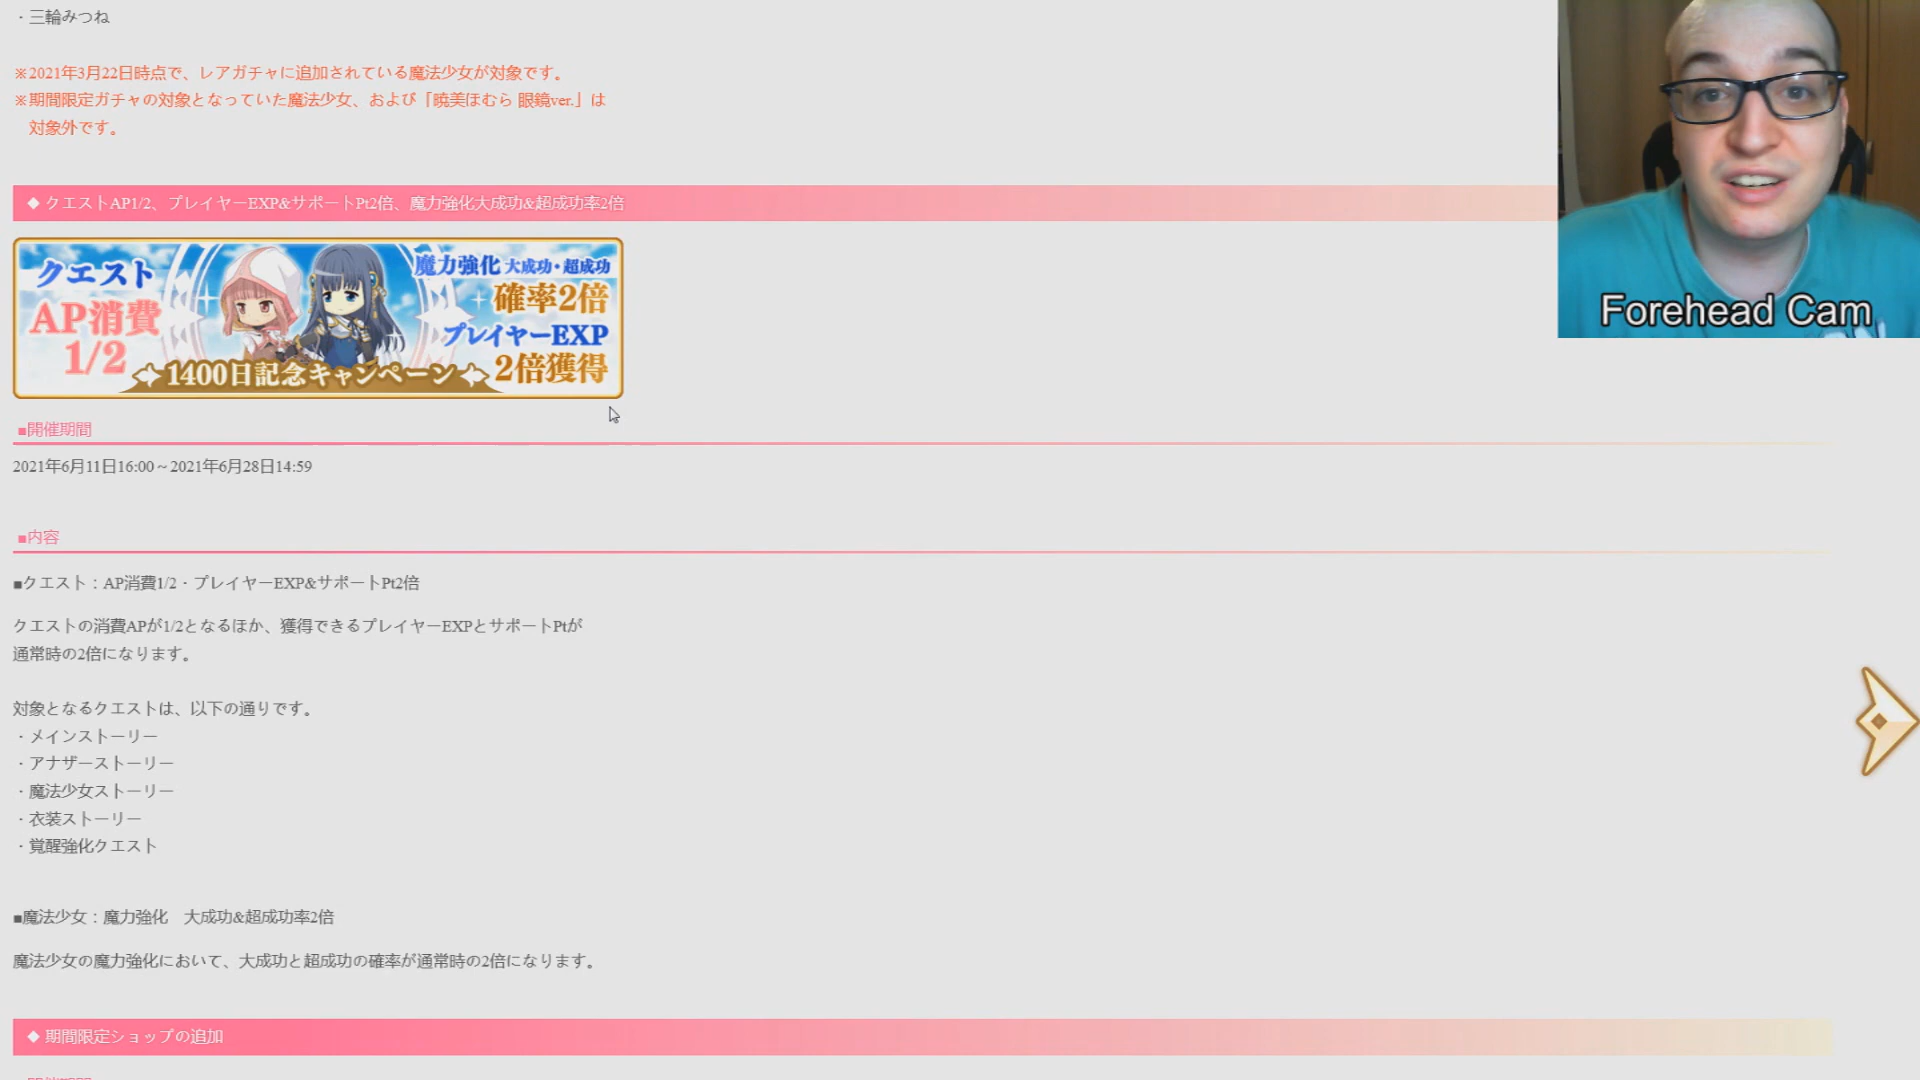 ・三輪みつね
※2021年3月22日時点で、レアガチャに追加されている魔法少女が対象です。
※期間限定ガチャの対象となっていた魔法少女、および「暁美ほむら 眼鏡ver.」は
対象外です。
◆ クエストAP1/2、プレイヤーEXP&サポートPt2倍、魔力強化大成功&超成功率2倍
クエスト
AP消費
1/2
魔力強化 大成功・超成功
確率2倍
プレイヤーEXP
2倍獲得
1400日記念キャンペーン
Forehead Cam
■開催期間
2021年6月11日16:00～2021年6月28日14:59
■内容
■クエスト：AP消費1/2・プレイヤーEXP&サポートPt2倍
クエストの消費APが1/2となるほか、獲得できるプレイヤーEXPとサポートPtが
通常時の2倍になります。
対象となるクエストは、以下の通りです。
・メインストーリー
・アナザーストーリー
・魔法少女ストーリー
・衣装ストーリー
・覚醒強化クエスト
■魔法少女：魔力強化　大成功&超成功率2倍
魔法少女の魔力強化において、大成功と超成功の確率が通常時の2倍になります。
◆ 期間限定ショップの追加